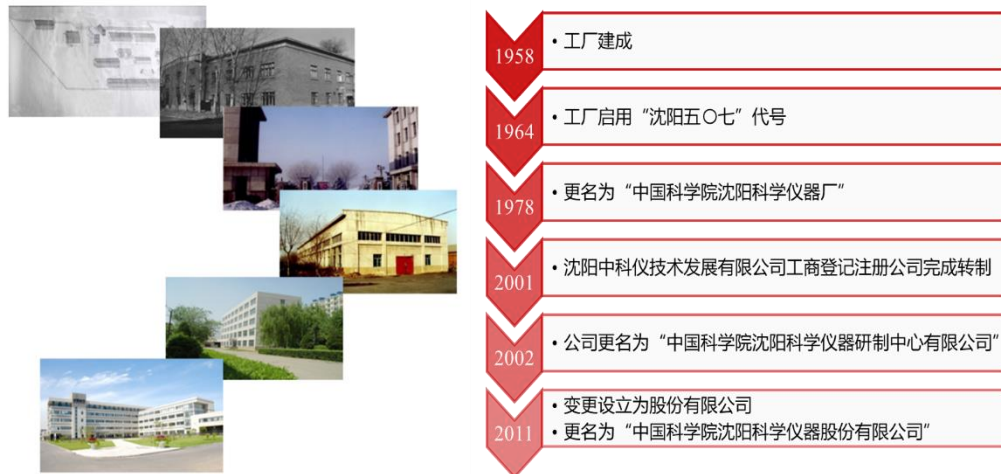 1958
• 工厂建成
1964
• 工厂启用“沈阳五〇七”代号
1978
• 更名为“中国科学院沈阳科学仪器厂”
2001
• 沈阳中科仪技术发展有限公司工商登记注册公司完成转制
2002
• 公司更名为“中国科学院沈阳科学仪器研制中心有限公司”
2011
• 变更设立为股份有限公司
• 更名为“中国科学院沈阳科学仪器股份有限公司”